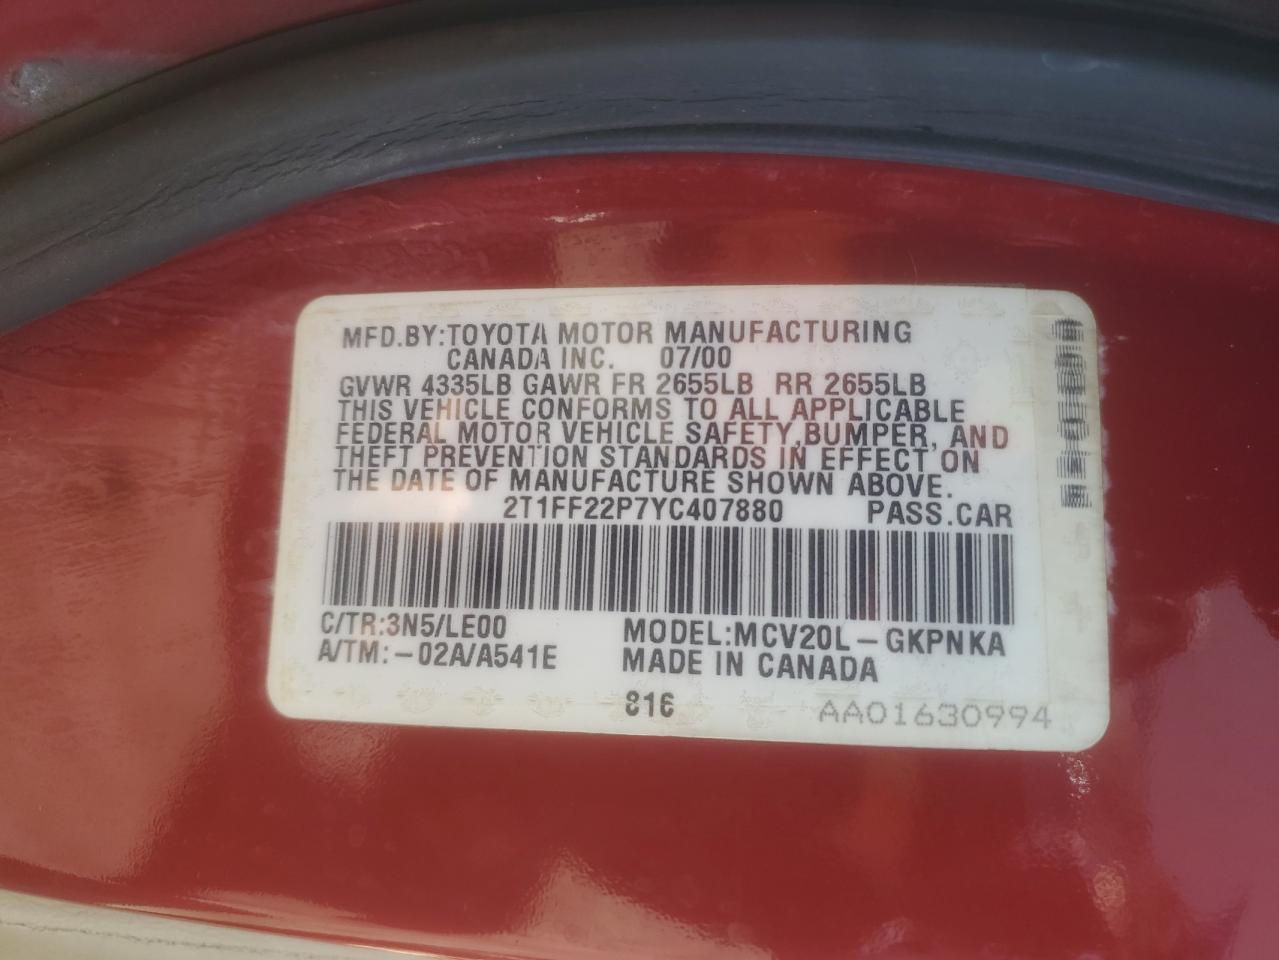 MFD.BY:TOYOTA MOTOR MANUFACTURING
CANADA INC. 07/00
GVWR 4335LB GAWR FR 2655LB RR 2655LB
THIS VEHICLE CONFORMS TO ALL APPLICABLE
FEDERAL MOTOR VEHICLE SAFETY,BUMPER, AND
THEFT PREVENTION STANDARDS IN EFFECT ON
THE DATE OF MANUFACTURE SHOWN ABOVE.
2T1FF22P7YC407880 PASS.CAR
C/TR:3N5/LE00 MODEL:MCV20L-GKPNKA
A/TM:-02A/A541E MADE IN CANADA
816 AA01630994